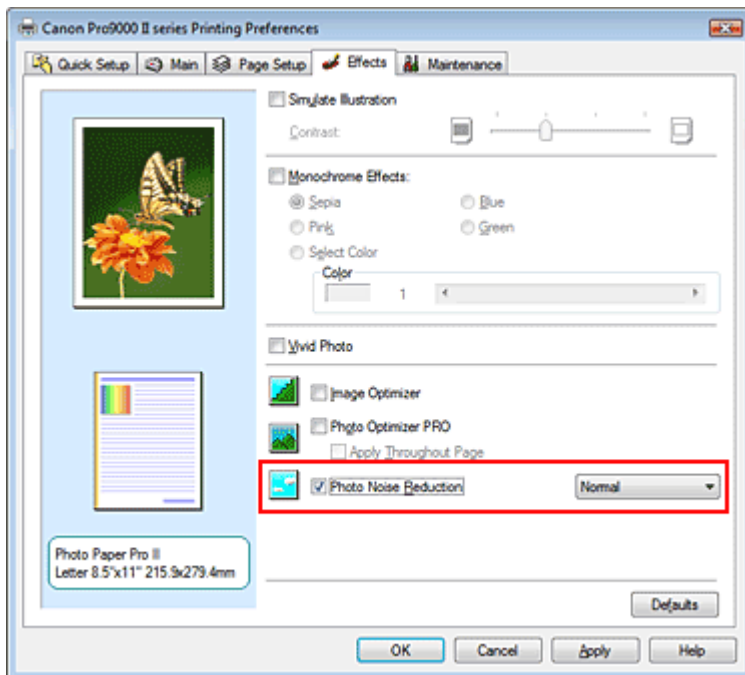 Canon Pro9000 II series Printing Preferences
Quick Setup Main Page Setup Effects Maintenance
Simulate Illustration
Contrast:
Monochrome Effects:
Sepia Blue
Pink Green
Select Color
Color
1
Vivid Photo
Image Optimizer
Photo Optimizer PRO
Apply Throughout Page
Photo Noise Reduction Normal
Photo Paper Pro II
Letter 8.5"x11" 215.9x279.4mm
Defaults
OK Cancel Apply Help